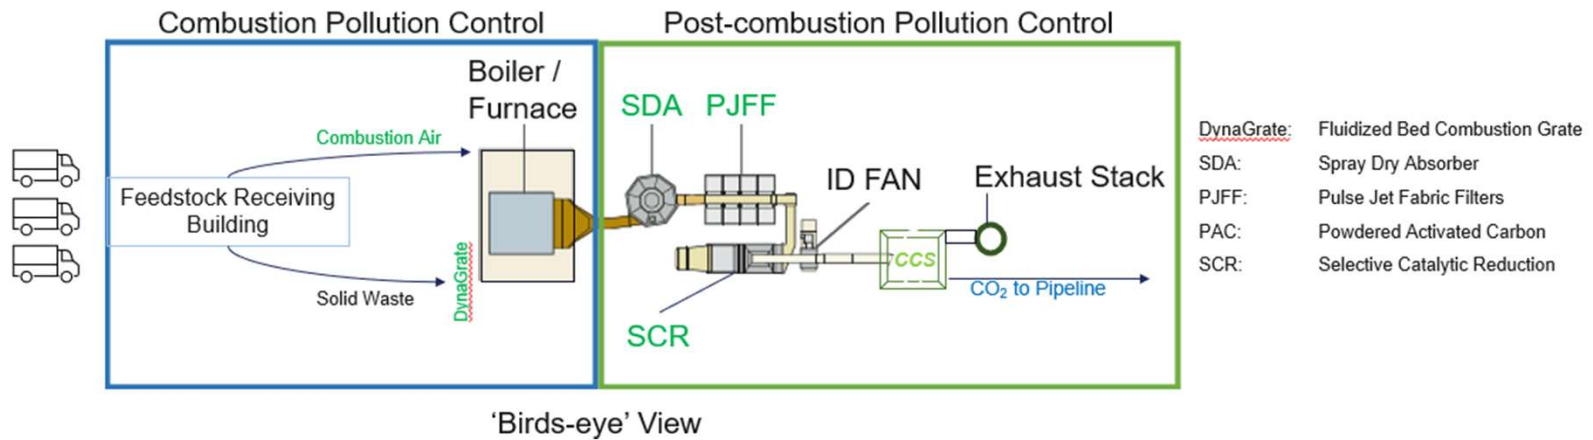 Combustion Pollution Control
Post-combustion Pollution Control
Boiler /
Furnace
SDA
PJFF
Combustion Air
Feedstock Receiving
Building
Solid Waste
DynaGrate
ID FAN
Exhaust Stack
CCS
CO₂ to Pipeline
SCR
DynaGrate: Fluidized Bed Combustion Grate
SDA: Spray Dry Absorber
PJFF: Pulse Jet Fabric Filters
PAC: Powdered Activated Carbon
SCR: Selective Catalytic Reduction
‘Birds-eye’ View